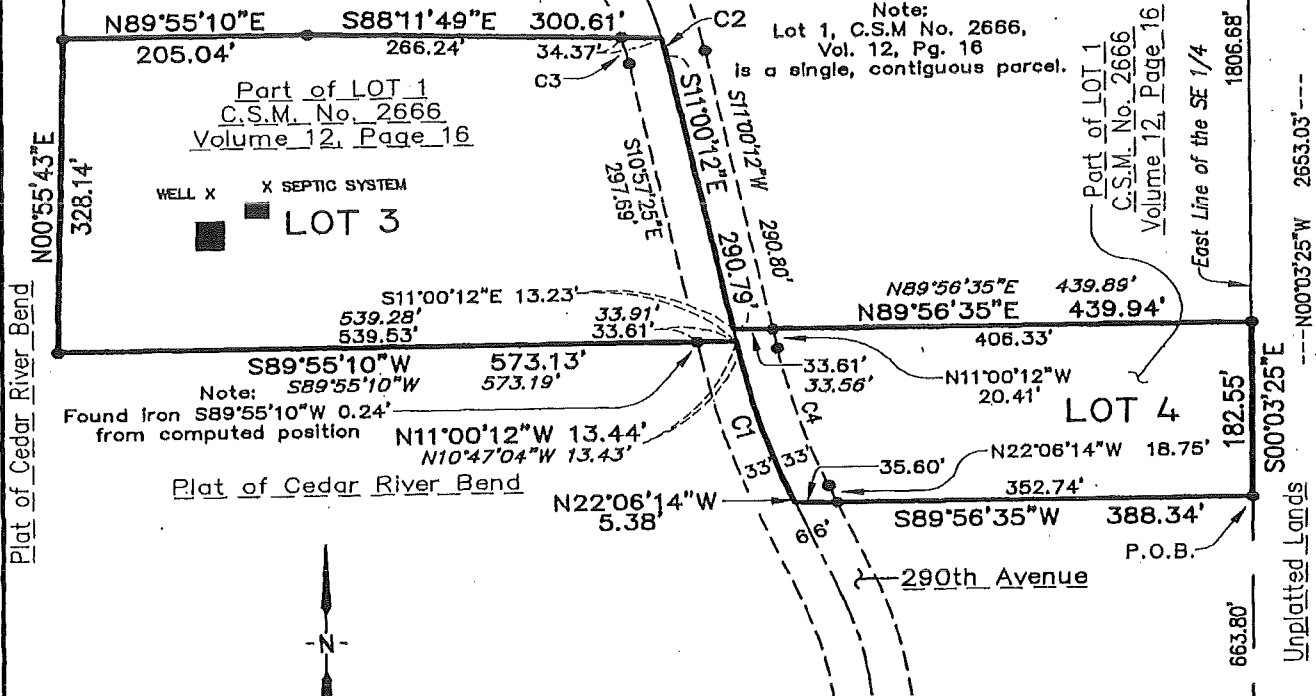 N89°55'10"E
205.04'
S88°11'49"E 300.61'
266.24'
34.37'
C2
C3
Note:
Lot 1, C.S.M No. 2666,
Vol. 12, Pg. 16
is a single, contiguous parcel.
Part of LOT 1
C.S.M. No. 2666
Volume 12, Page 16
N00°55'43"E
328.14'
WELL X
X SEPTIC SYSTEM
LOT 3
S10°57'25"E
297.69'
S11°00'12"E 290.79'
S11°00'12"W 290.80'
Part of LOT 1
C.S.M. No. 2666
Volume 12, Page 16
East Line of the SE 1/4
1806.68'
---N00°03'25"W 2653.03'---
S11°00'12"E 13.23'
539.28'
539.53'
33.91'
33.61'
S89°55'10"W 573.13'
S89°55'10"W 573.19'
Note:
Found iron S89°55'10"W 0.24'
from computed position
N11°00'12"W 13.44'
N10°47'04"W 13.43'
N89°56'35"E 439.89'
N89°56'35"E 439.94'
406.33'
33.61'
33.56'
N11°00'12"W
20.41'
LOT 4
182.55'
S00°03'25"E
C1
C4
33' 33'
35.60'
N22°06'14"W 18.75'
352.74'
N22°06'14"W
5.38'
S89°56'35"W 388.34'
66'
P.O.B.
290th Avenue
Plat of Cedar River Bend
Plat of Cedar River Bend
-N-
663.80'
Unplatted Lands